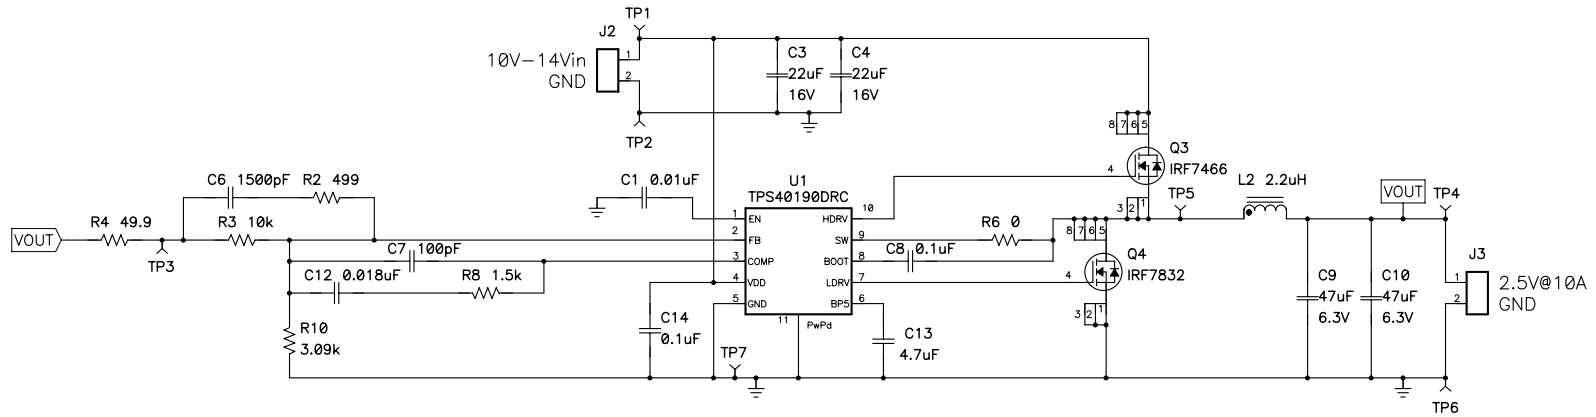 TP1
J2
10V-14Vin
GND
1
2
TP2
C3
22uF
16V
C4
22uF
16V
8 7 6 5
Q3
IRF7466
4
3 2 1
TP5
L2 2.2uH
VOUT
TP4
C6 1500pF
R2 499
R4 49.9
R3 10k
VOUT
TP3
C7 100pF
C12 0.018uF
R8 1.5k
R10
3.09k
C1 0.01uF
U1
TPS40190DRC
1 EN
2 FB
3 COMP
4 VDD
5 GND
HDRV 10
SW 9
BOOT 8
LDRV 7
BP5 6
11 PwPd
R6 0
C8 0.1uF
8 7 6 5
Q4
IRF7832
4
3 2 1
C14
0.1uF
TP7
C13
4.7uF
C9
47uF
6.3V
C10
47uF
6.3V
J3
1
2
2.5V@10A
GND
TP6